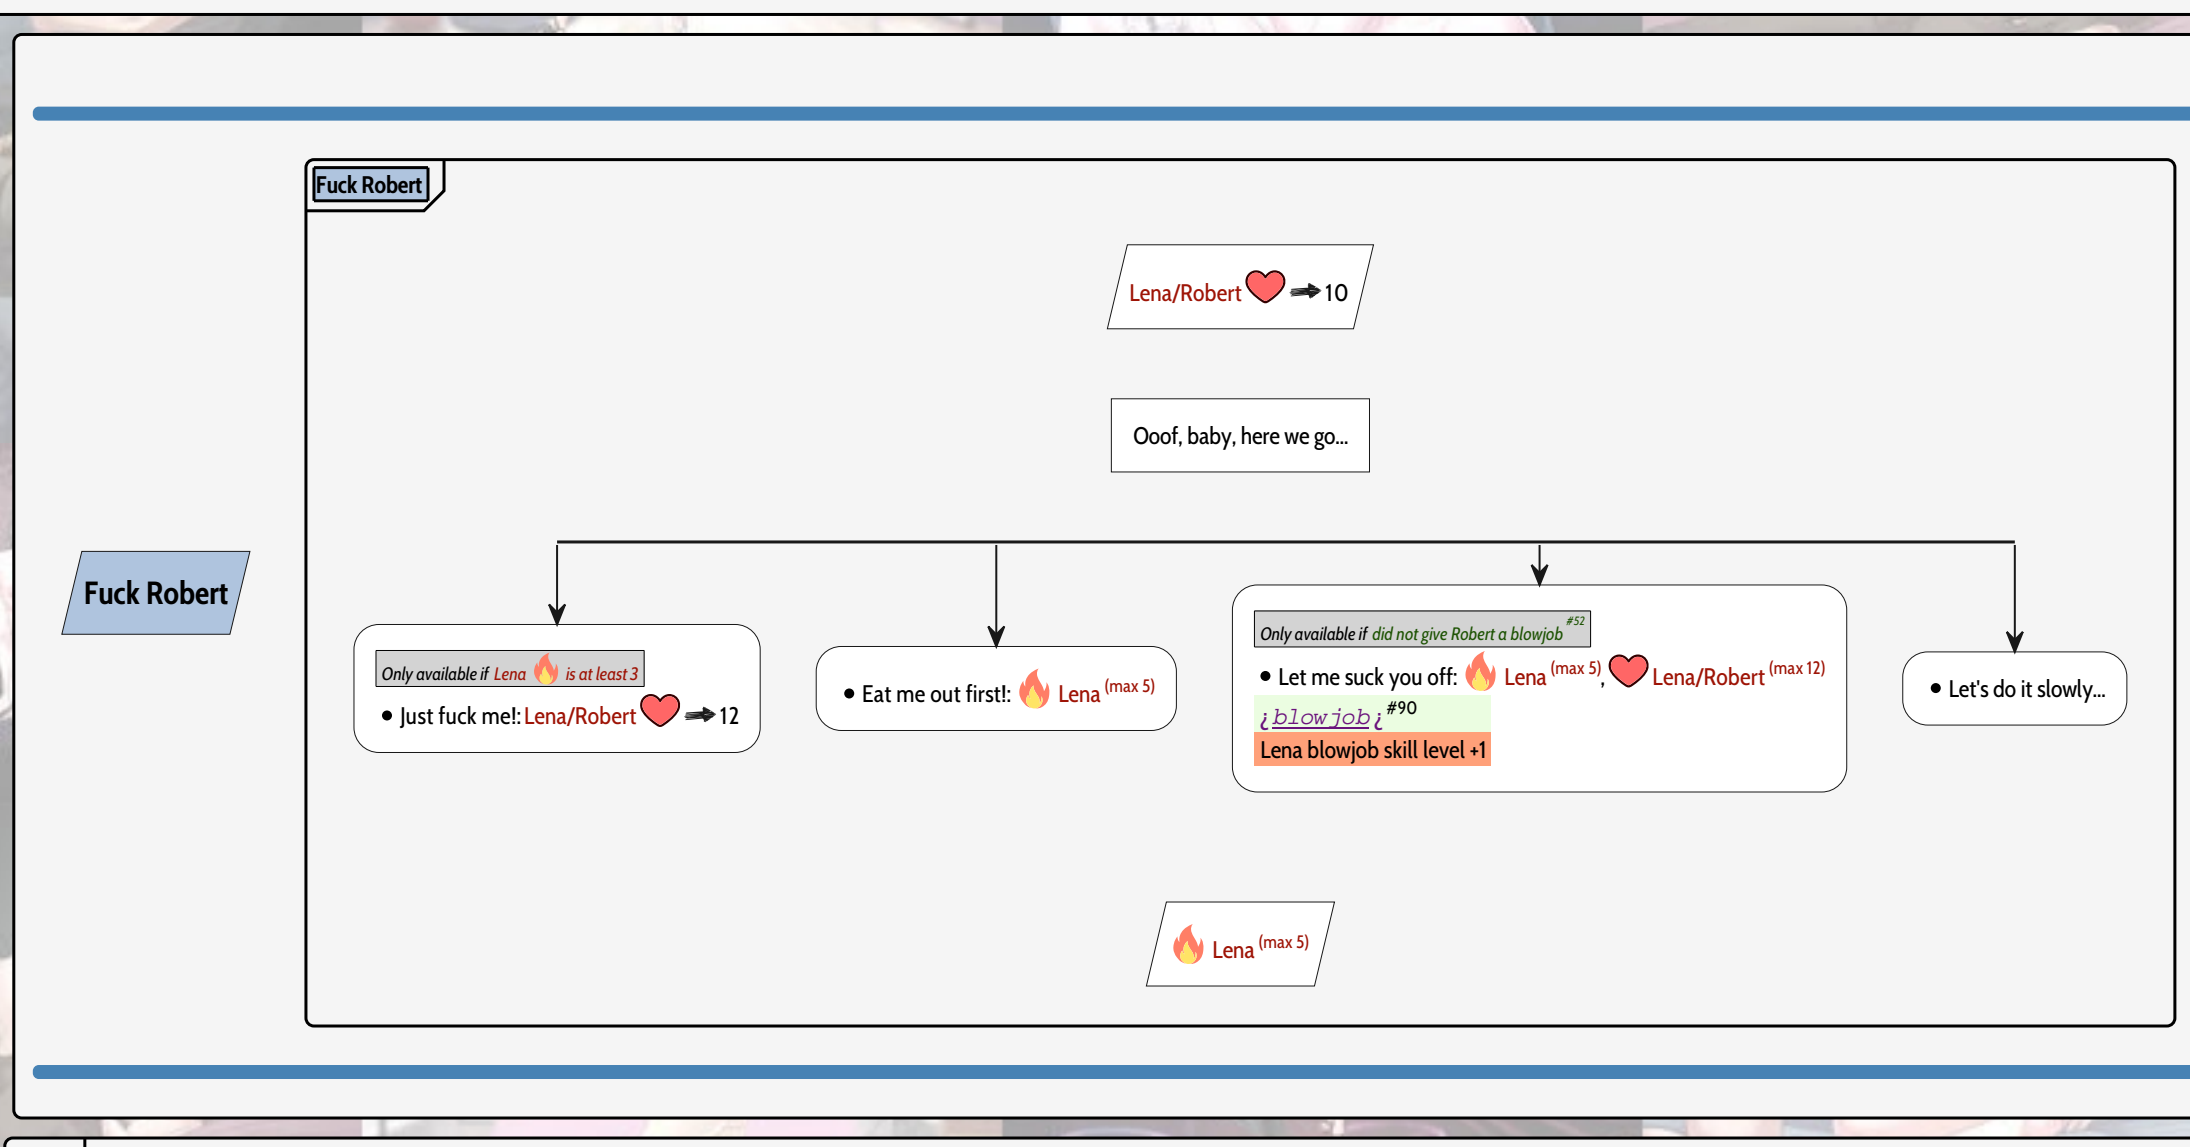 Fuck Robert
Lena/Robert 10
Ooof, baby, here we go...
Fuck Robert
Only available if Lena is at least 3
• Just fuck me!: Lena/Robert 12
• Eat me out first!: Lena (max 5)
Only available if did not give Robert a blowjob #52
• Let me suck you off: Lena (max 5), Lena/Robert (max 12)
¿blowjob¿ #90
Lena blowjob skill level +1
• Let's do it slowly...
Lena (max 5)